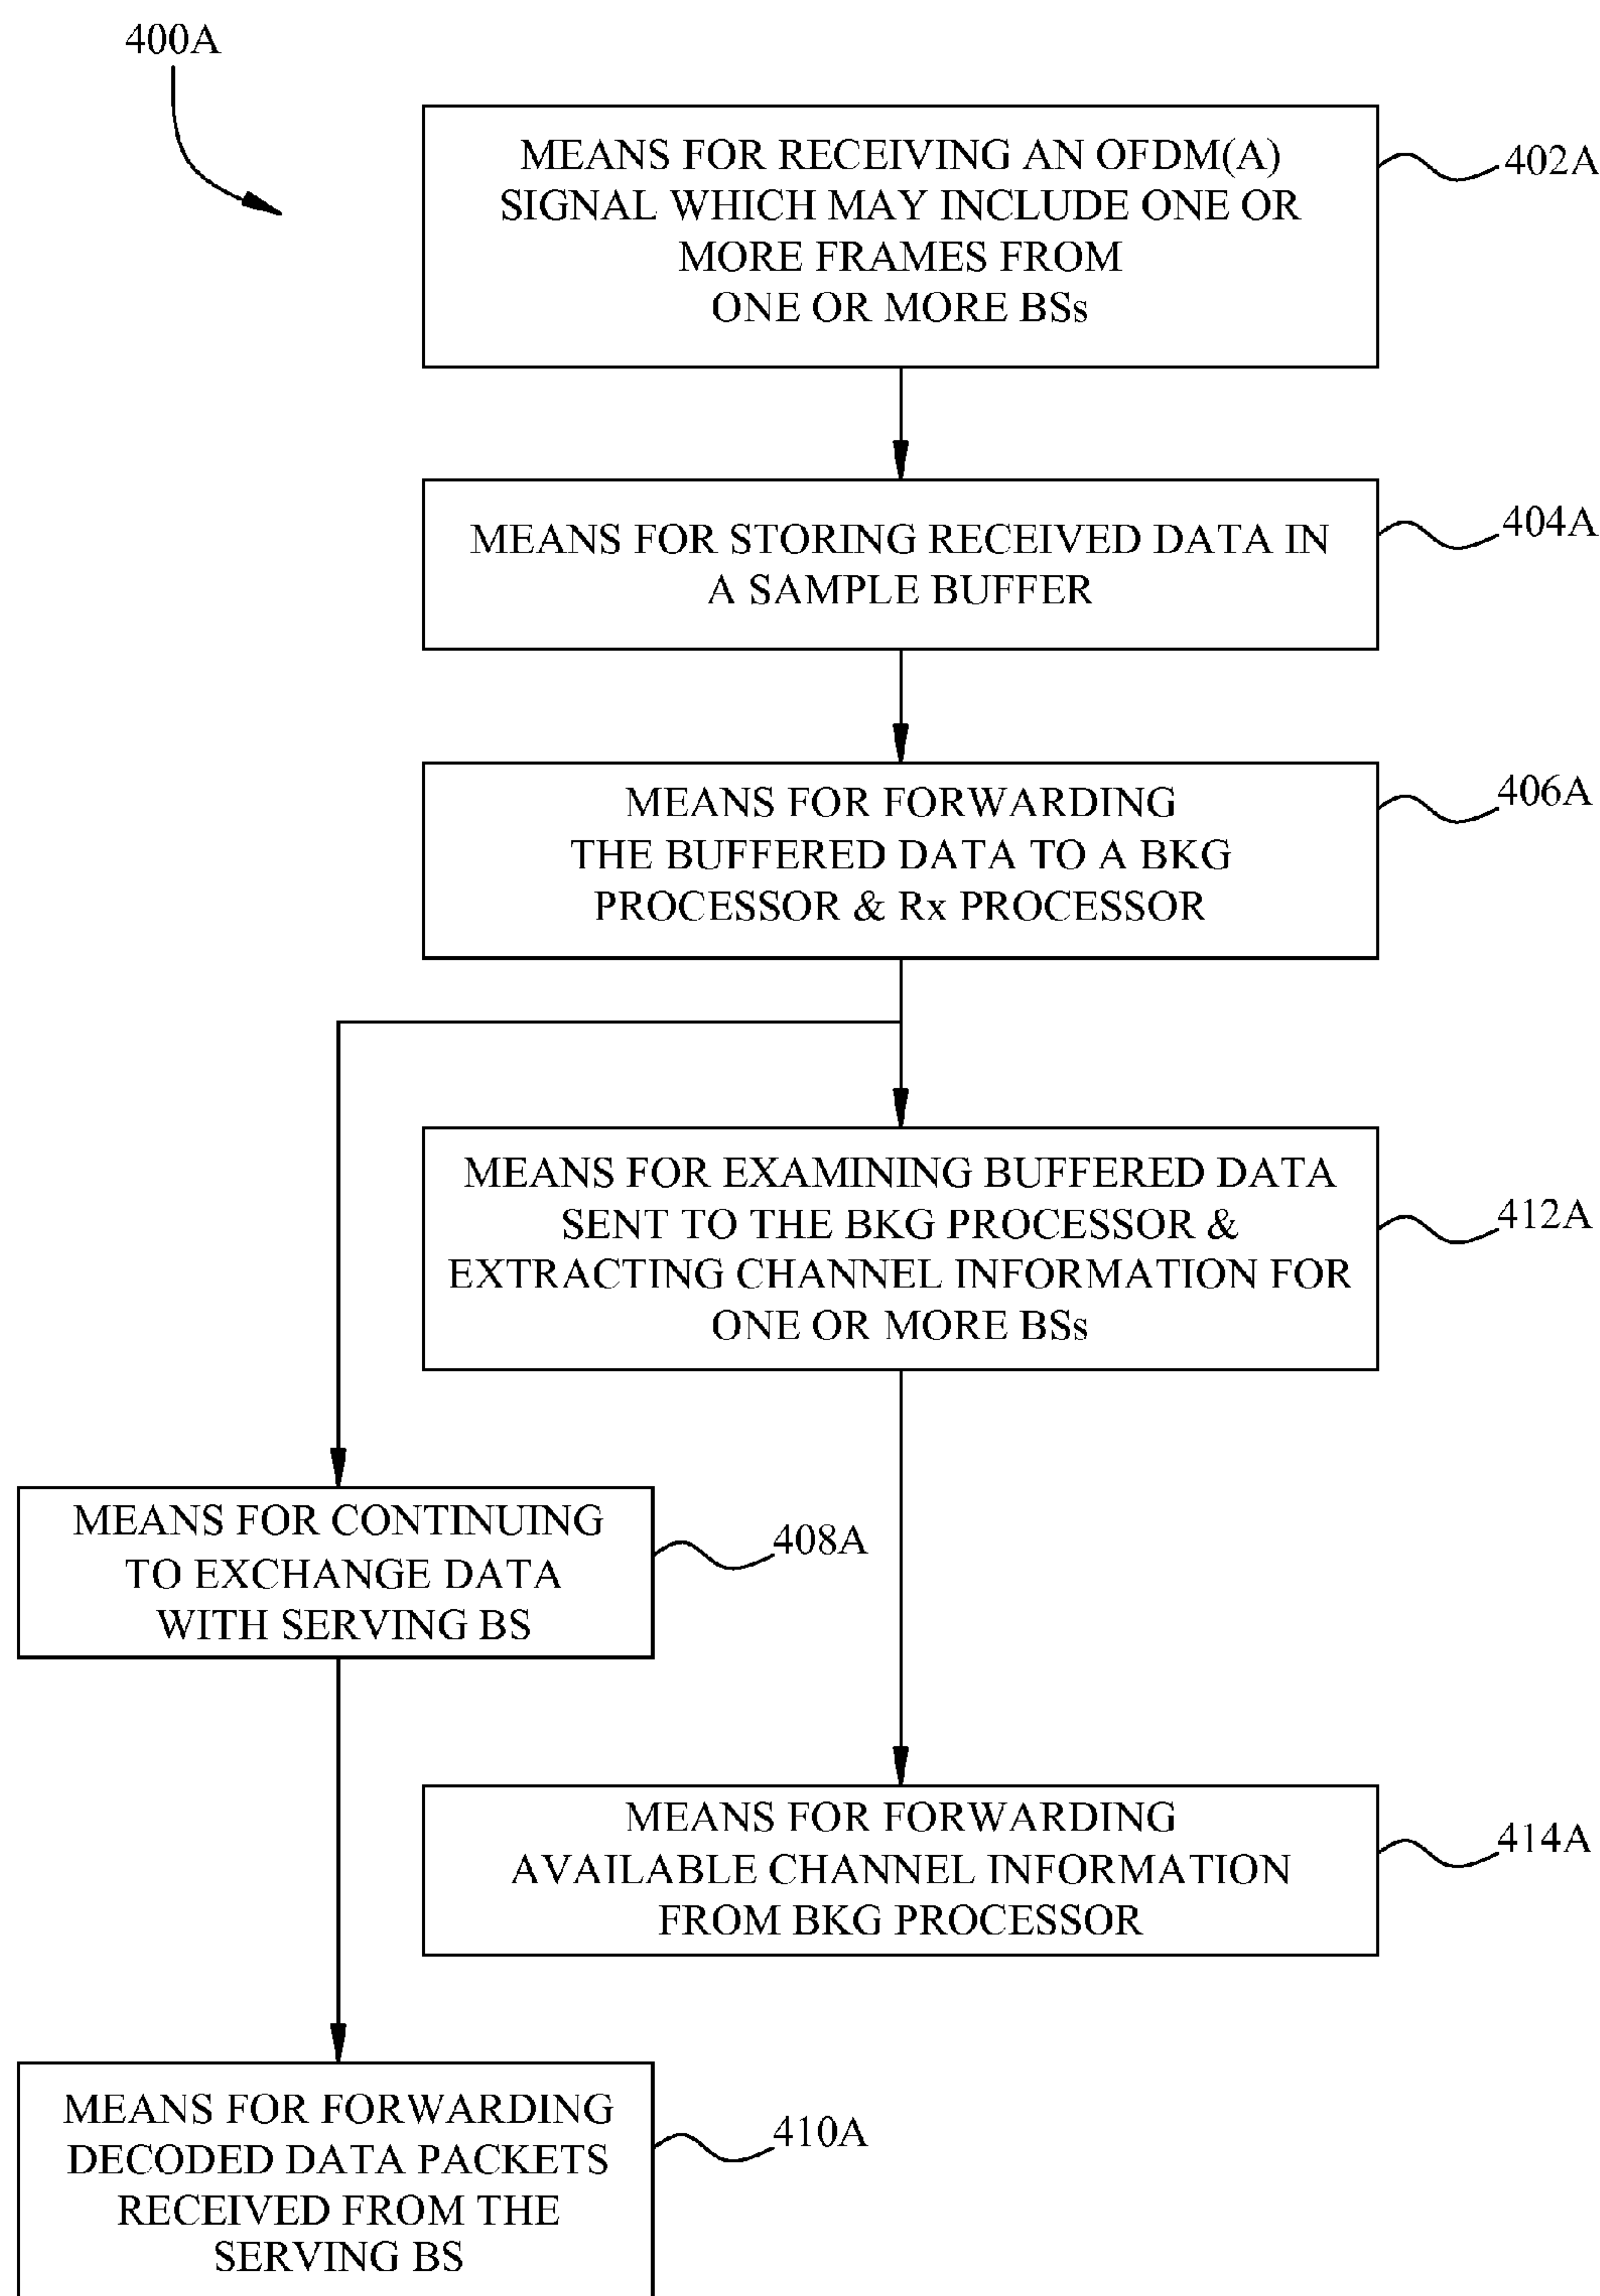 400A
MEANS FOR RECEIVING AN OFDM(A)
SIGNAL WHICH MAY INCLUDE ONE OR
MORE FRAMES FROM
ONE OR MORE BSs
402A
MEANS FOR STORING RECEIVED DATA IN
A SAMPLE BUFFER
404A
MEANS FOR FORWARDING
THE BUFFERED DATA TO A BKG
PROCESSOR & Rx PROCESSOR
406A
MEANS FOR EXAMINING BUFFERED DATA
SENT TO THE BKG PROCESSOR &
EXTRACTING CHANNEL INFORMATION FOR
ONE OR MORE BSs
412A
MEANS FOR CONTINUING
TO EXCHANGE DATA
WITH SERVING BS
408A
MEANS FOR FORWARDING
AVAILABLE CHANNEL INFORMATION
FROM BKG PROCESSOR
414A
MEANS FOR FORWARDING
DECODED DATA PACKETS
RECEIVED FROM THE
SERVING BS
410A